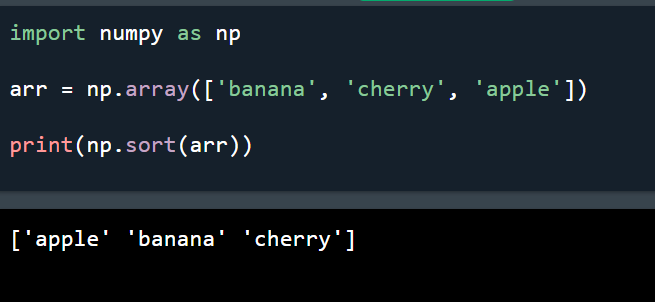 import numpy as np
arr = np.array(['banana', 'cherry', 'apple'])
print(np.sort(arr))
['apple' 'banana' 'cherry']